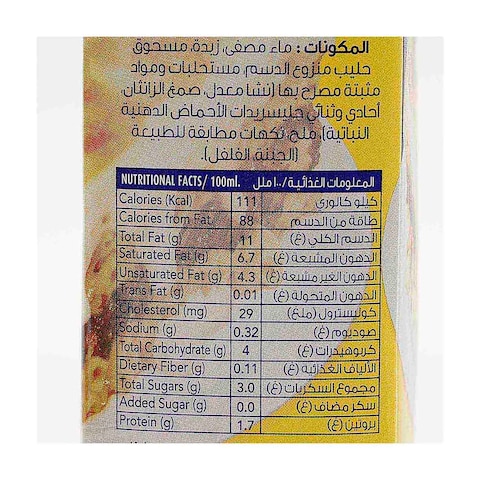 المكونات : ماء مصفى، زبدة، مسحوق
حليب منزوع الدسم، مستحلبات ومواد
مثبتة مصرح بها (نشا معدل، صمغ الزانثان،
أحادي وثنائي جليسريدات الأحماض الدهنية
النباتية)، ملح، نكهات مطابقة للطبيعة
(الجبنة، الفلفل).
NUTRITIONAL FACTS/ 100ml. المعلومات الغذائية/١٠٠ملل
Calories (Kcal) 111 كيلو كالوري
Calories from Fat 88 طاقة من الدسم
Total Fat (g) 11 الدسم الكلي (غ)
Saturated Fat (g) 6.7 الدهون المشبعة (غ)
Unsaturated Fat (g) 4.3 الدهون الغير مشبعة (غ)
Trans Fat (g) 0.01 الدهون المتحولة (غ)
Cholesterol (mg) 29 كوليسترول (ملغ)
Sodium (g) 0.32 صوديوم (غ)
Total Carbohydrate (g) 4 كربوهيدرات (غ)
Dietary Fiber (g) 0.11 الألياف الغذائية (غ)
Total Sugars (g) 3.0 مجموع السكريات (غ)
Added Sugar (g) 0.0 سكر مضاف (غ)
Protein (g) 1.7 بروتين (غ)